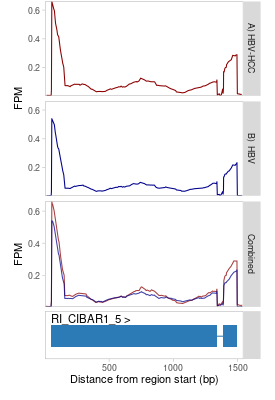 0.6
0.4
0.2
FPM
A) HBV-HCC
0.6
0.4
0.2
FPM
B) HBV
0.6
0.4
0.2
FPM
Combined
RI_CIBAR1_5 >
500
1000
1500
Distance from region start (bp)